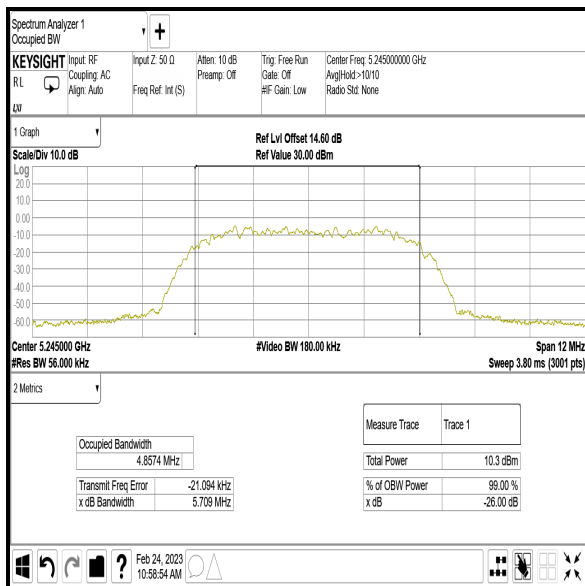 Spectrum Analyzer 1
Occupied BW
KEYSIGHT
RL
LXI
Input: RF
Coupling: AC
Align: Auto
Input Z: 50 Ω
Freq Ref: Int (S)
Atten: 10 dB
Preamp: Off
Trig: Free Run
Gate: Off
#IF Gain: Low
Center Freq: 5.245000000 GHz
Avg|Hold:>10/10
Radio Std: None
1 Graph
Scale/Div 10.0 dB
Ref Lvl Offset 14.60 dB
Ref Value 30.00 dBm
Log
20.0
10.0
0.00
-10.0
-20.0
-30.0
-40.0
-50.0
-60.0
Center 5.245000 GHz
#Video BW 180.00 kHz
Span 12 MHz
#Res BW 56.000 kHz
Sweep 3.80 ms (3001 pts)
2 Metrics
Occupied Bandwidth
4.8574 MHz
Transmit Freq Error -21.094 kHz
x dB Bandwidth 5.709 MHz
Measure Trace Trace 1
Total Power 10.3 dBm
% of OBW Power 99.00 %
x dB -26.00 dB
Feb 24, 2023
10:58:54 AM